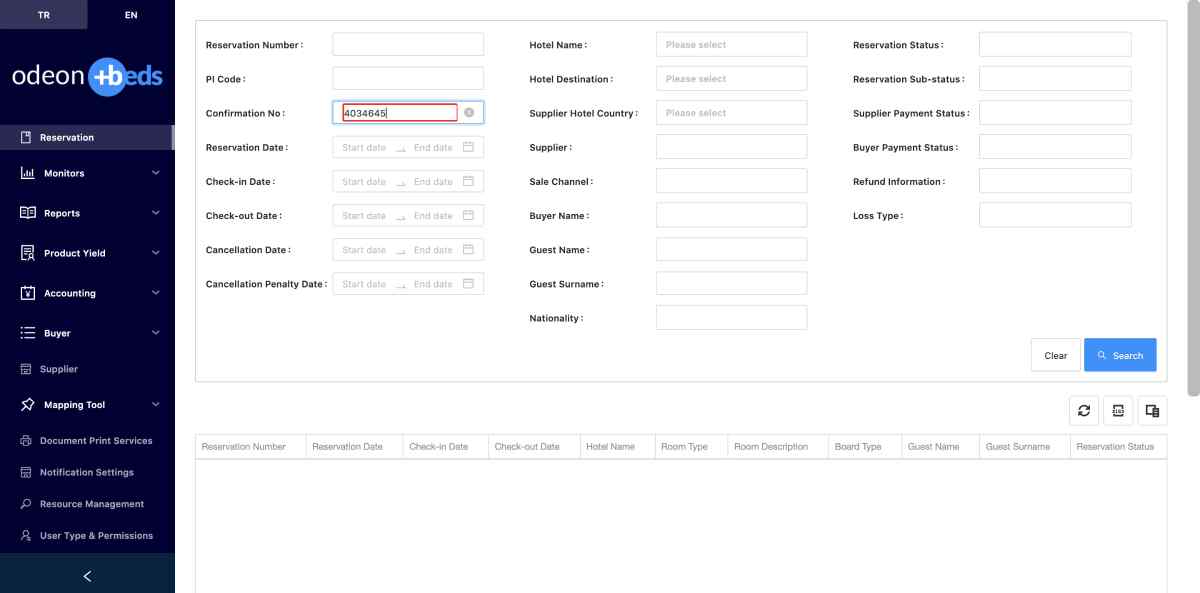 TR
EN
odeon +beds
Reservation
Monitors
Reports
Product Yield
Accounting
Buyer
Supplier
Mapping Tool
Document Print Services
Notification Settings
Resource Management
User Type & Permissions
Reservation Number :
PI Code :
Confirmation No : 4034645
Reservation Date : Start date End date
Check-in Date : Start date End date
Check-out Date : Start date End date
Cancellation Date : Start date End date
Cancellation Penalty Date : Start date End date
Hotel Name : Please select
Hotel Destination : Please select
Supplier Hotel Country : Please select
Supplier :
Sale Channel :
Buyer Name :
Guest Name :
Guest Surname :
Nationality :
Reservation Status :
Reservation Sub-status :
Supplier Payment Status :
Buyer Payment Status :
Refund Information :
Loss Type :
Clear
Search
Reservation Number Reservation Date Check-in Date Check-out Date Hotel Name Room Type Room Description Board Type Guest Name Guest Surname Reservation Status